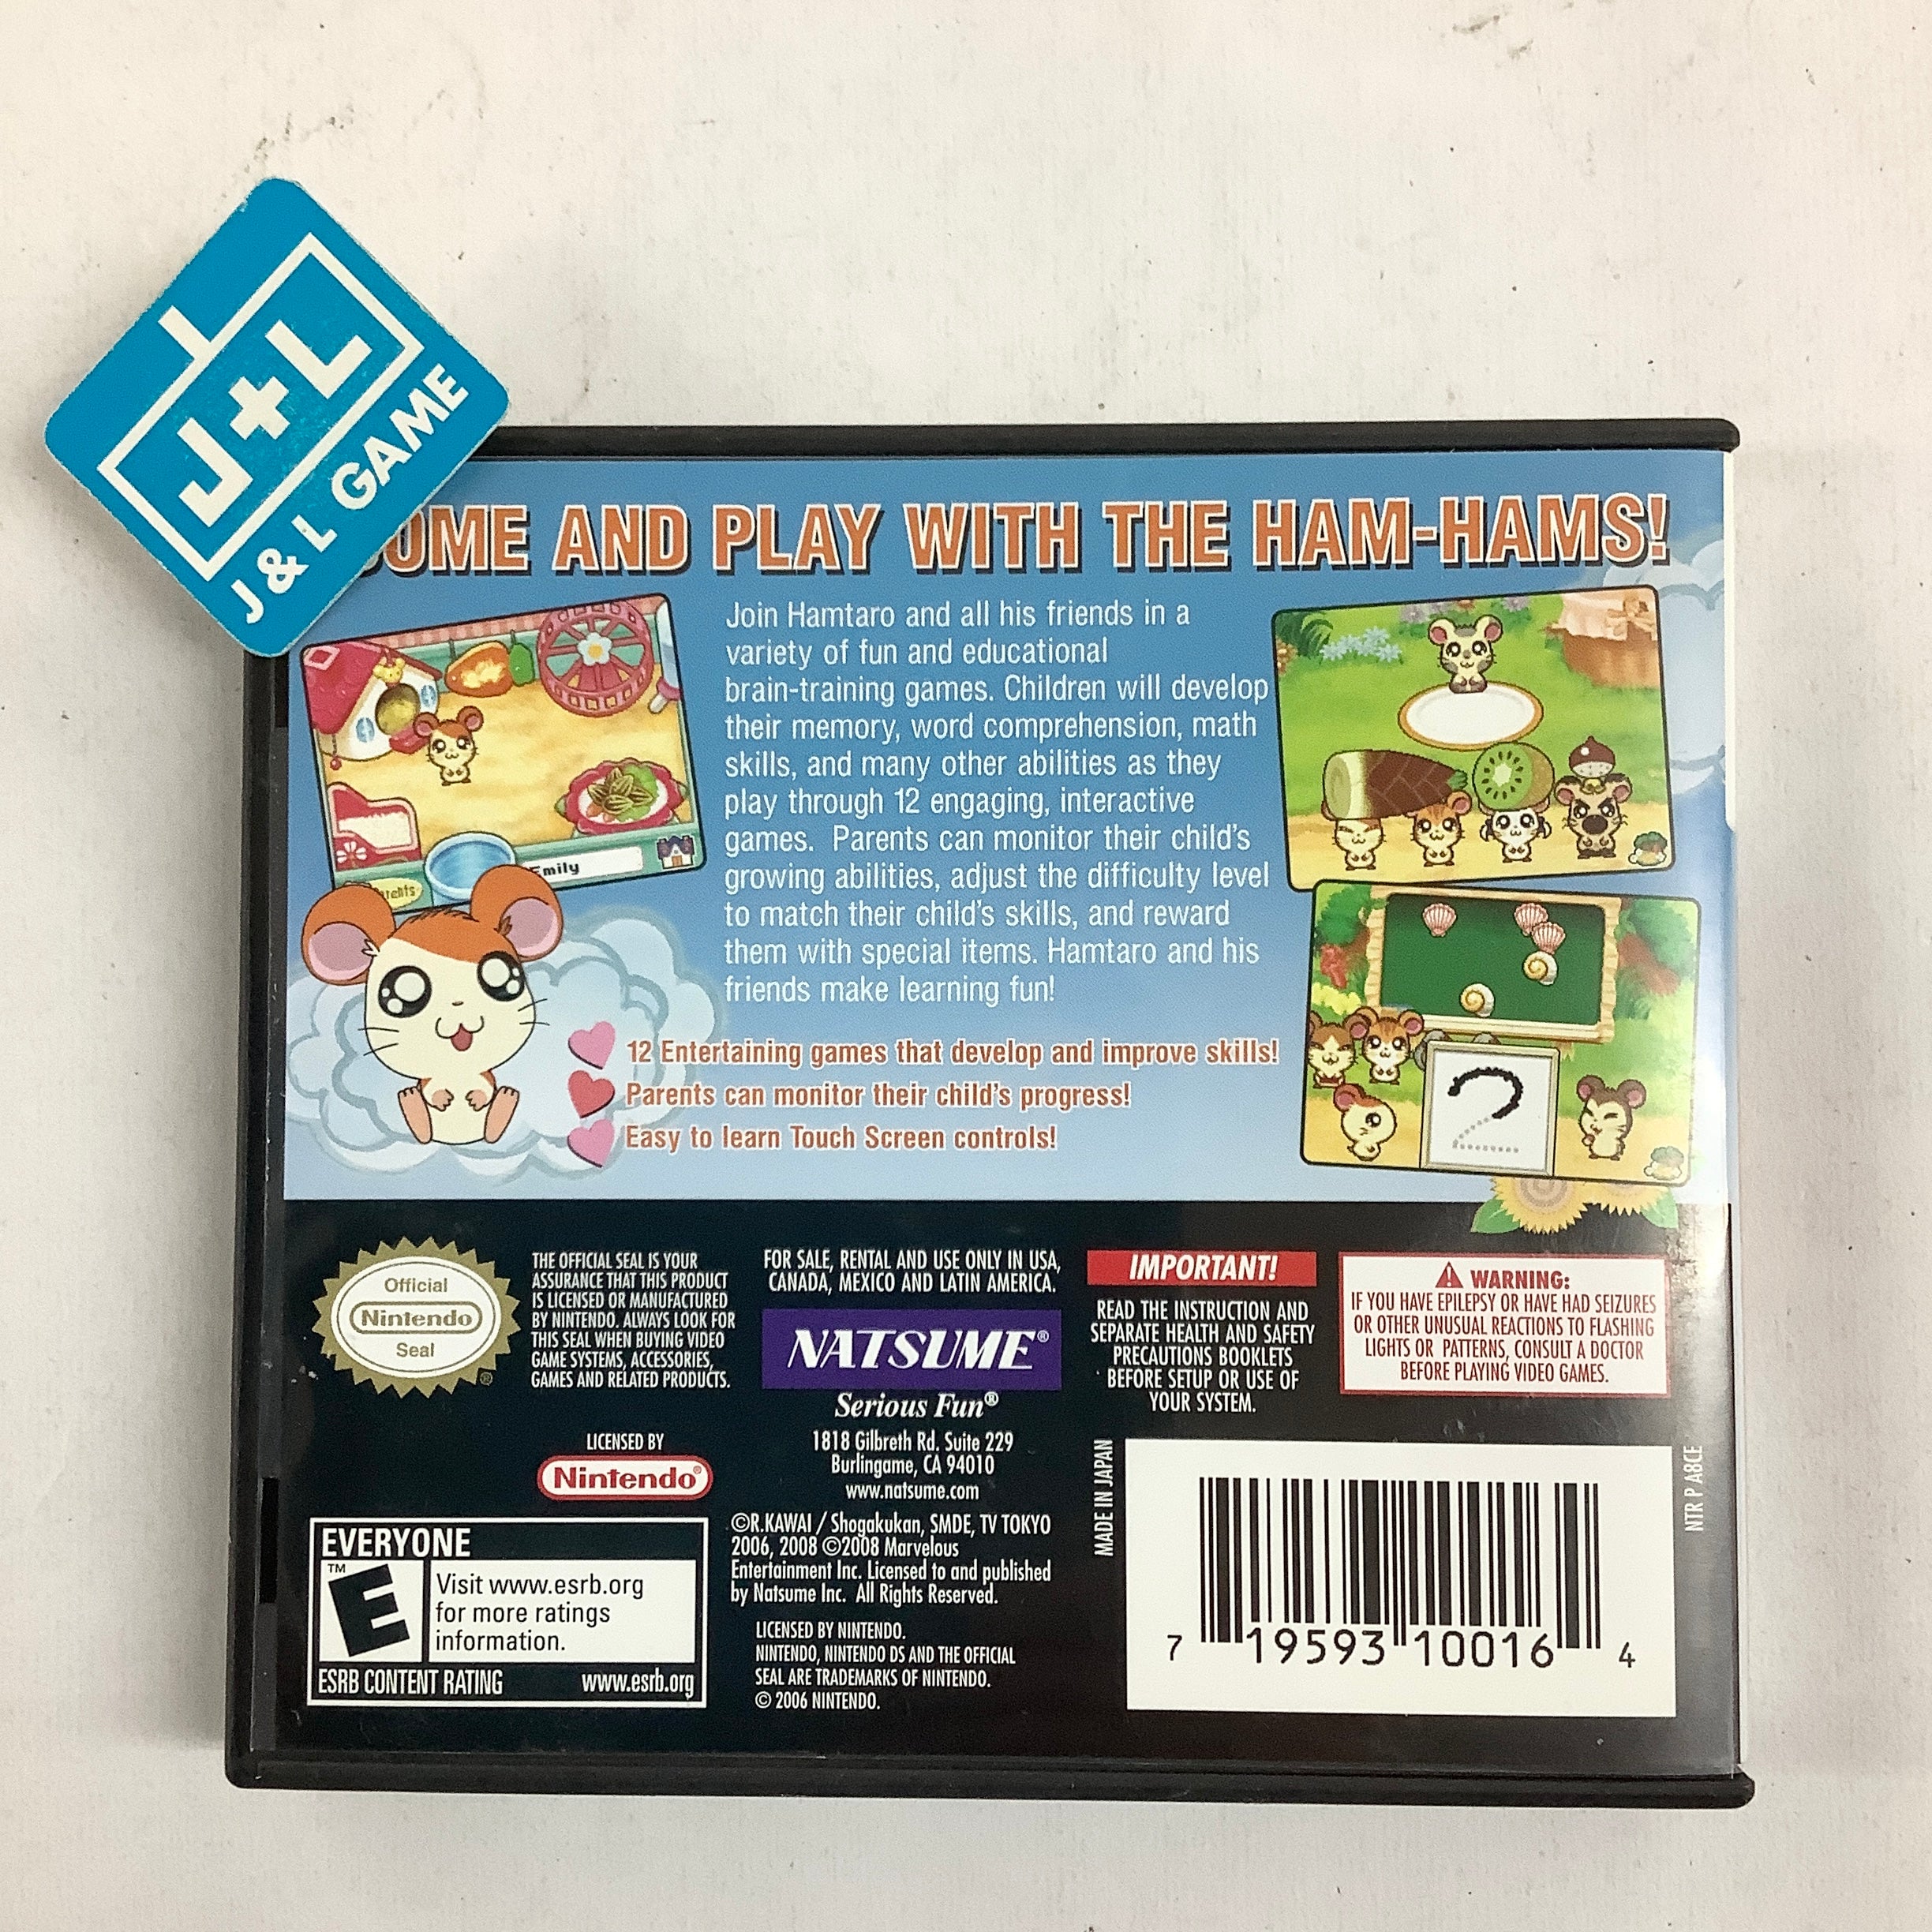 J+L
J & L GAME
OME AND PLAY WITH THE HAM-HAMS!
Join Hamtaro and all his friends in a
variety of fun and educational
brain-training games. Children will develop
their memory, word comprehension, math
skills, and many other abilities as they
play through 12 engaging, interactive
games. Parents can monitor their child's
growing abilities, adjust the difficulty level
to match their child's skills, and reward
them with special items. Hamtaro and his
friends make learning fun!
Emily
2
12 Entertaining games that develop and improve skills!
Parents can monitor their child's progress!
Easy to learn Touch Screen controls!
Official
Nintendo
Seal
®
THE OFFICIAL SEAL IS YOUR
ASSURANCE THAT THIS PRODUCT
IS LICENSED OR MANUFACTURED
BY NINTENDO. ALWAYS LOOK FOR
THIS SEAL WHEN BUYING VIDEO
GAME SYSTEMS, ACCESSORIES,
GAMES AND RELATED PRODUCTS.
LICENSED BY
Nintendo®
EVERYONE
™
E
Visit www.esrb.org
for more ratings
information.
ESRB CONTENT RATING www.esrb.org
FOR SALE, RENTAL AND USE ONLY IN USA,
CANADA, MEXICO AND LATIN AMERICA.
NATSUME®
Serious Fun®
1818 Gilbreth Rd. Suite 229
Burlingame, CA 94010
www.natsume.com
©R.KAWAI / Shogakukan, SMDE, TV TOKYO
2006, 2008 ©2008 Marvelous
Entertainment Inc. Licensed to and published
by Natsume Inc. All Rights Reserved.
LICENSED BY NINTENDO.
NINTENDO, NINTENDO DS AND THE OFFICIAL
SEAL ARE TRADEMARKS OF NINTENDO.
© 2006 NINTENDO.
IMPORTANT!
READ THE INSTRUCTION AND
SEPARATE HEALTH AND SAFETY
PRECAUTIONS BOOKLETS
BEFORE SETUP OR USE OF
YOUR SYSTEM.
WARNING:
IF YOU HAVE EPILEPSY OR HAVE HAD SEIZURES
OR OTHER UNUSUAL REACTIONS TO FLASHING
LIGHTS OR PATTERNS, CONSULT A DOCTOR
BEFORE PLAYING VIDEO GAMES.
MADE IN JAPAN
7 19593 10016 4
NTR P A8CE